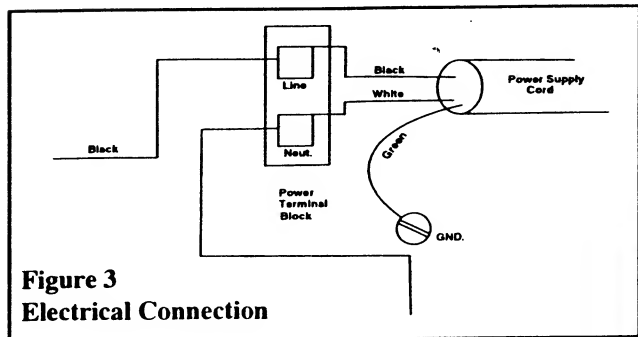 Black
Line
Neut.
Black
White
Power Supply
Cord
Green
GND.
Power
Terminal
Block
Figure 3
Electrical Connection